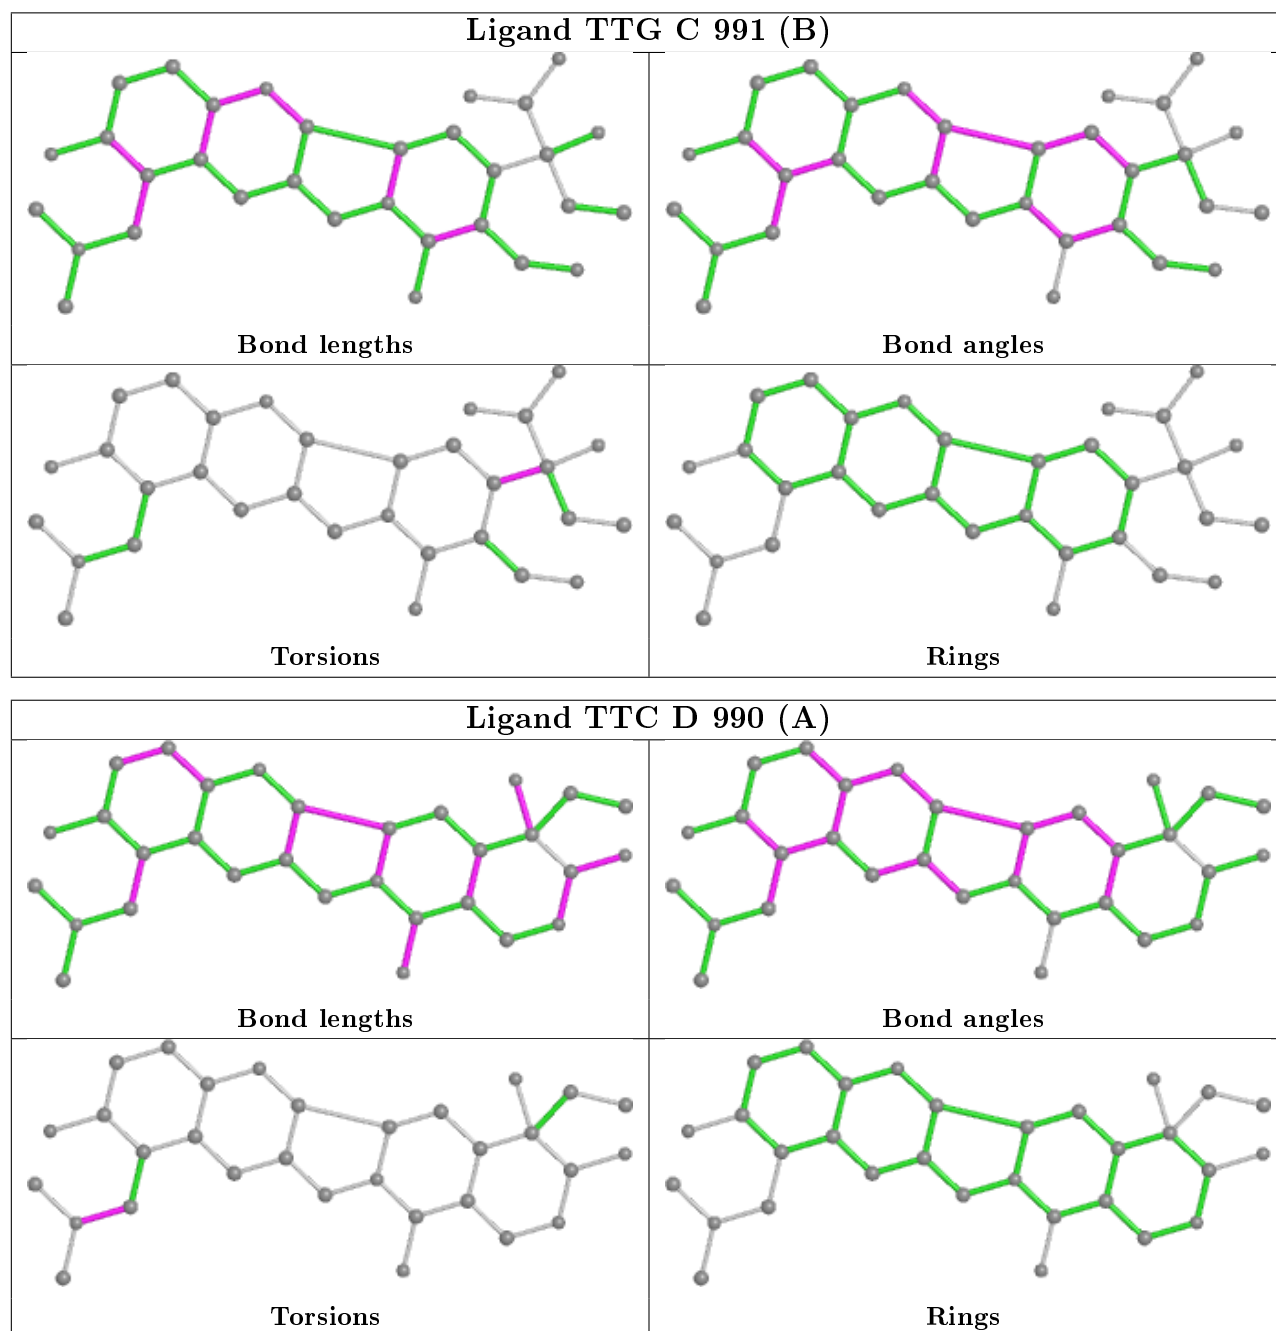 Ligand TTG C 991 (B)
Bond lengths
Bond angles
Torsions
Rings
Ligand TTC D 990 (A)
Bond lengths
Bond angles
Torsions
Rings